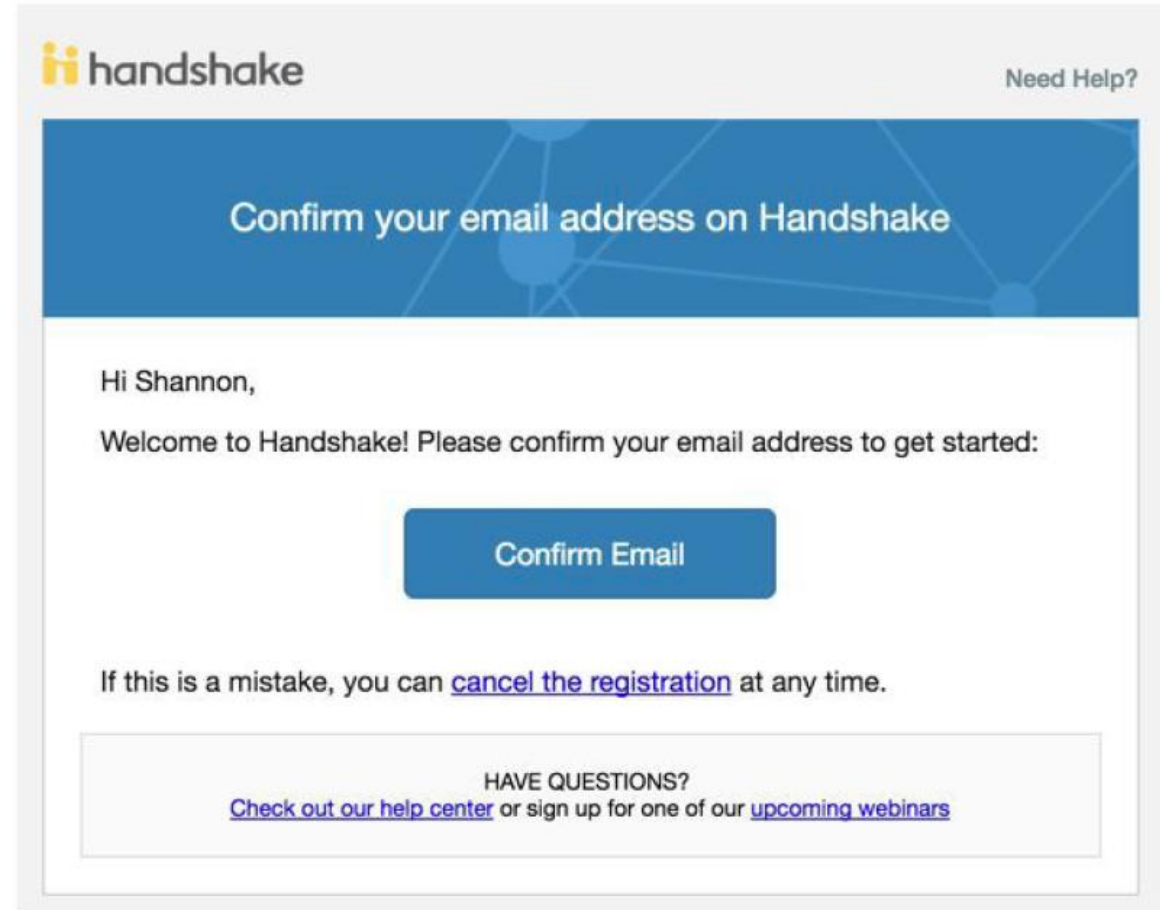 handshake
Need Help?
Confirm your email address on Handshake
Hi Shannon,
Welcome to Handshake! Please confirm your email address to get started:
Confirm Email
If this is a mistake, you can cancel the registration at any time.
HAVE QUESTIONS?
Check out our help center or sign up for one of our upcoming webinars